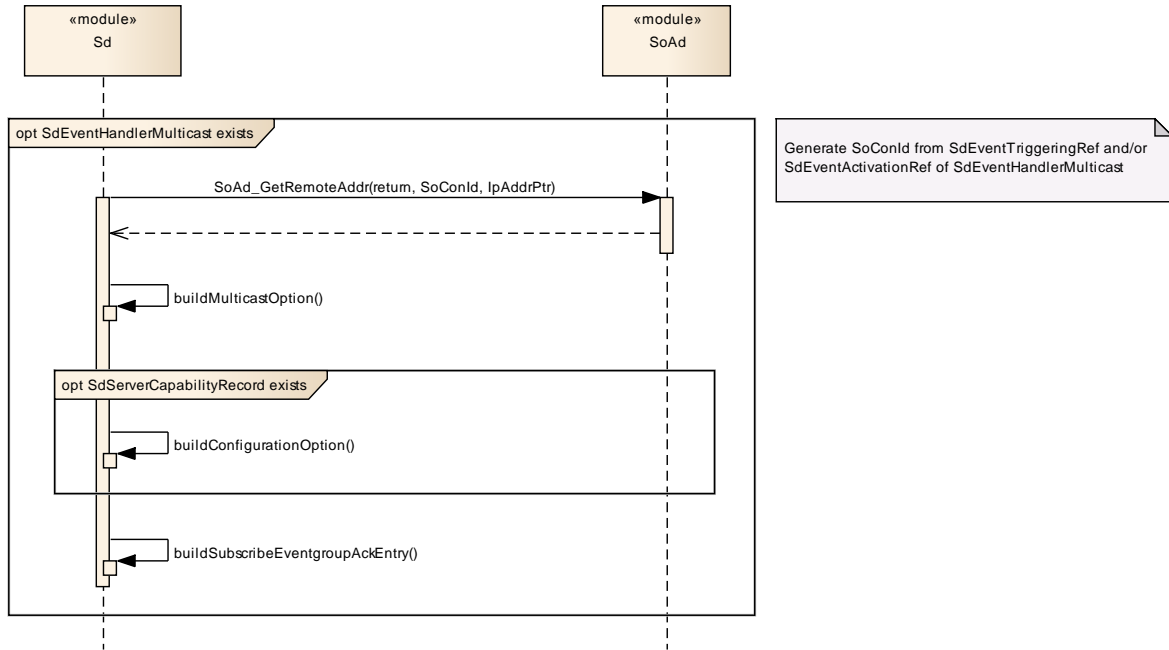 «module»
Sd
«module»
SoAd
opt SdEventHandlerMulticast exists
Generate SoConId from SdEventTriggeringRef and/or
SdEventActivationRef of SdEventHandlerMulticast
SoAd_GetRemoteAddr(return, SoConId, IpAddrPtr)
buildMulticastOption()
opt SdServerCapabilityRecord exists
buildConfigurationOption()
buildSubscribeEventgroupAckEntry()